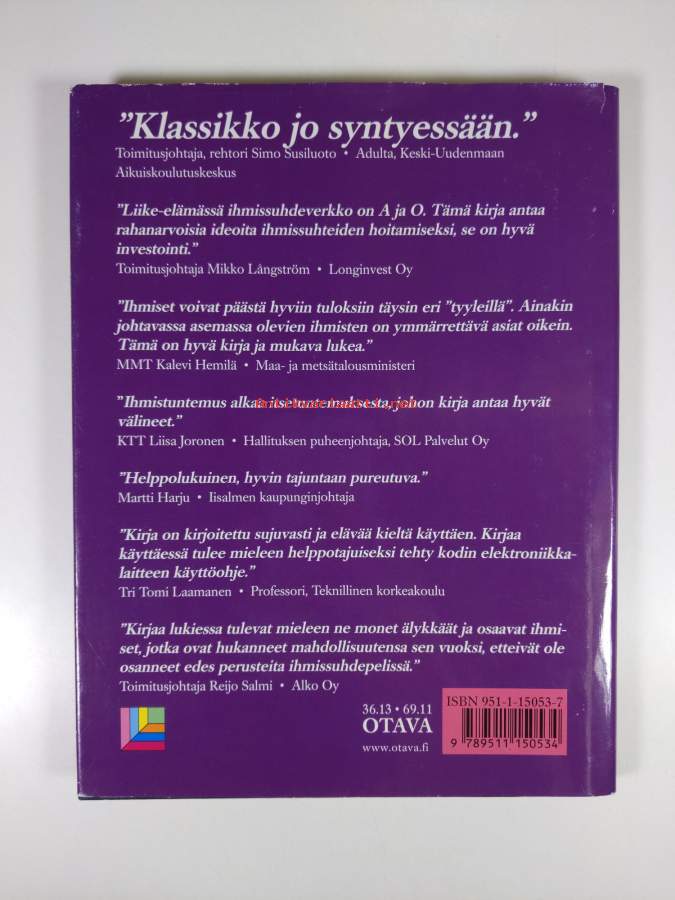 "Klassikko jo syntyessään."
Toimitusjohtaja, rehtori Simo Susiluoto • Adulta, Keski-Uudenmaan
Aikuiskoulutuskeskus
"Liike-elämässä ihmissuhdeverkko on A ja O. Tämä kirja antaa
rahanarvoisia ideoita ihmissuhteiden hoitamiseksi, se on hyvä
investointi."
Toimitusjohtaja Mikko Långström • Longinvest Oy
"Ihmiset voivat päästä hyviin tuloksiin täysin eri "tyyleillä". Ainakin
johtavassa asemassa olevien ihmisten on ymmärrettävä asiat oikein.
Tämä on hyvä kirja ja mukava lukea."
MMT Kalevi Hemilä • Maa- ja metsätalousministeri
"Ihmistuntemus alkaa itsetuntemuksesta, johon kirja antaa hyvät
välineet."
KTT Liisa Joronen • Hallituksen puheenjohtaja, SOL Palvelut Oy
"Helppolukuinen, hyvin tajuntaan pureutuva."
Martti Harju • Iisalmen kaupunginjohtaja
"Kirja on kirjoitettu sujuvasti ja elävää kieltä käyttäen. Kirjaa
käyttäessä tulee mieleen helppotajuiseksi tehty kodin elektroniikka-
laitteen käyttöohje."
Tri Tomi Laamanen • Professori, Teknillinen korkeakoulu
"Kirjaa lukiessa tulevat mieleen ne monet älykkäät ja osaavat ihmi-
set, jotka ovat hukanneet mahdollisuutensa sen vuoksi, etteivät ole
osanneet edes perusteita ihmissuhdepelissä."
Toimitusjohtaja Reijo Salmi • Alko Oy
36.13 • 69.11
OTAVA
www.otava.fi
ISBN 951-1-15053-7
9 789511 150534